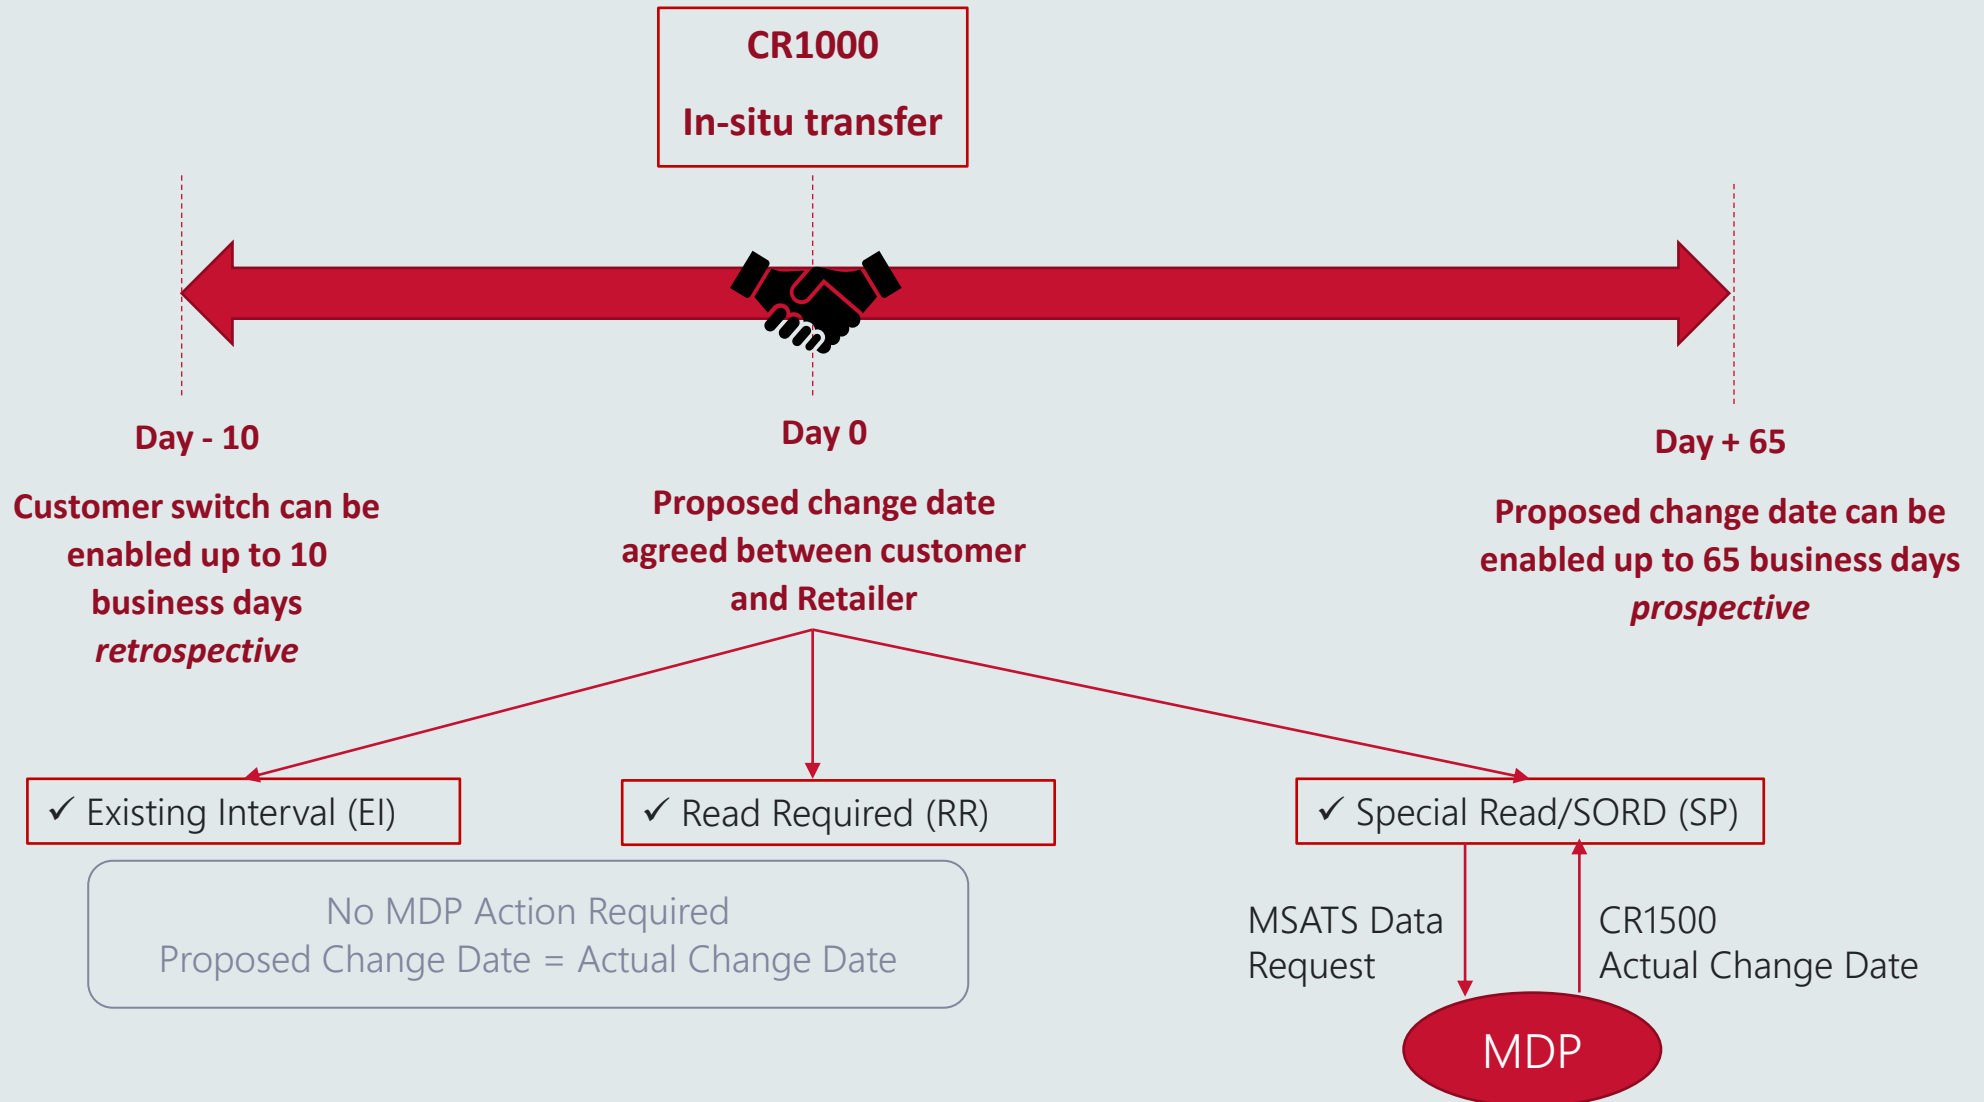 CR1000
In-situ transfer
Day - 10
Customer switch can be
enabled up to 10
business days
retrospective
Day 0
Proposed change date
agreed between customer
and Retailer
Day + 65
Proposed change date can be
enabled up to 65 business days
prospective
✓ Existing Interval (EI)
✓ Read Required (RR)
✓ Special Read/SORD (SP)
No MDP Action Required
Proposed Change Date = Actual Change Date
MSATS Data
Request
CR1500
Actual Change Date
MDP